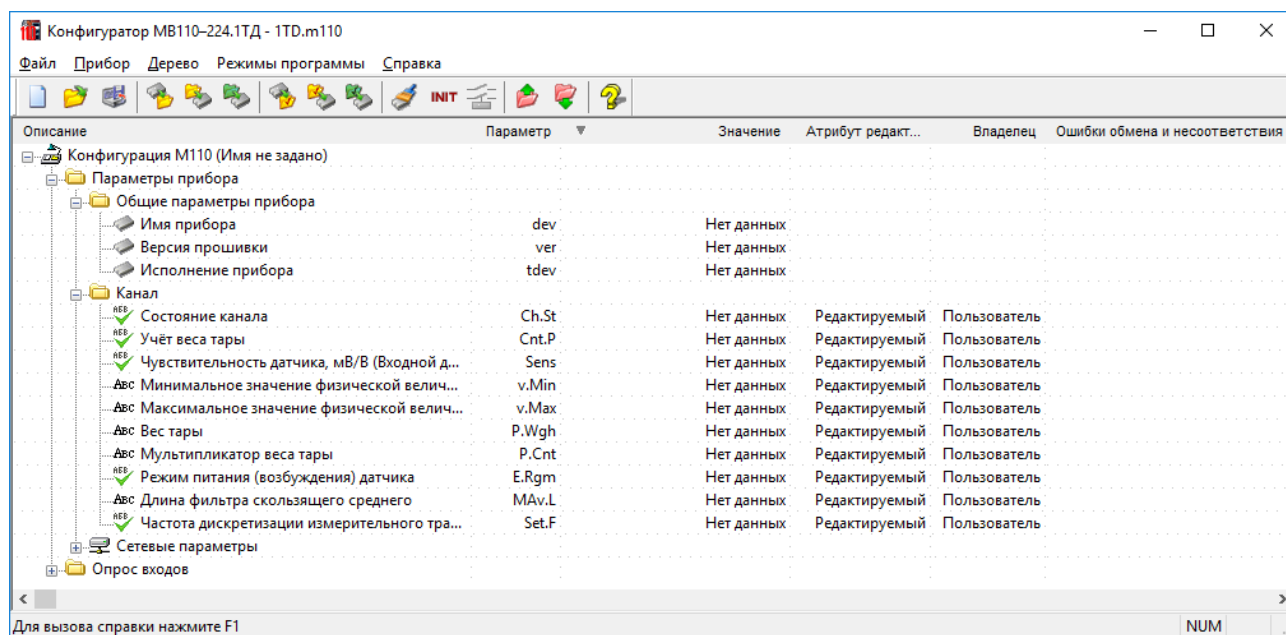 Конфигуратор МВ110–224.1ТД - 1TD.m110
Файл Прибор Дерево Режимы программы Справка
INIT
Описание Параметр Значение Атрибут редакт... Владелец Ошибки обмена и несоответствия
Конфигурация М110 (Имя не задано)
Параметры прибора
Общие параметры прибора
Имя прибора dev Нет данных
Версия прошивки ver Нет данных
Исполнение прибора tdev Нет данных
Канал
Состояние канала Ch.St Нет данных Редактируемый Пользователь
Учёт веса тары Cnt.P Нет данных Редактируемый Пользователь
Чувствительность датчика, мВ/В (Входной д... Sens Нет данных Редактируемый Пользователь
Минимальное значение физической велич... v.Min Нет данных Редактируемый Пользователь
Максимальное значение физической велич... v.Max Нет данных Редактируемый Пользователь
Вес тары P.Wgh Нет данных Редактируемый Пользователь
Мультипликатор веса тары P.Cnt Нет данных Редактируемый Пользователь
Режим питания (возбуждения) датчика E.Rgm Нет данных Редактируемый Пользователь
Длина фильтра скользящего среднего MAv.L Нет данных Редактируемый Пользователь
Частота дискретизации измерительного тра... Set.F Нет данных Редактируемый Пользователь
Сетевые параметры
Опрос входов
Для вызова справки нажмите F1 NUM